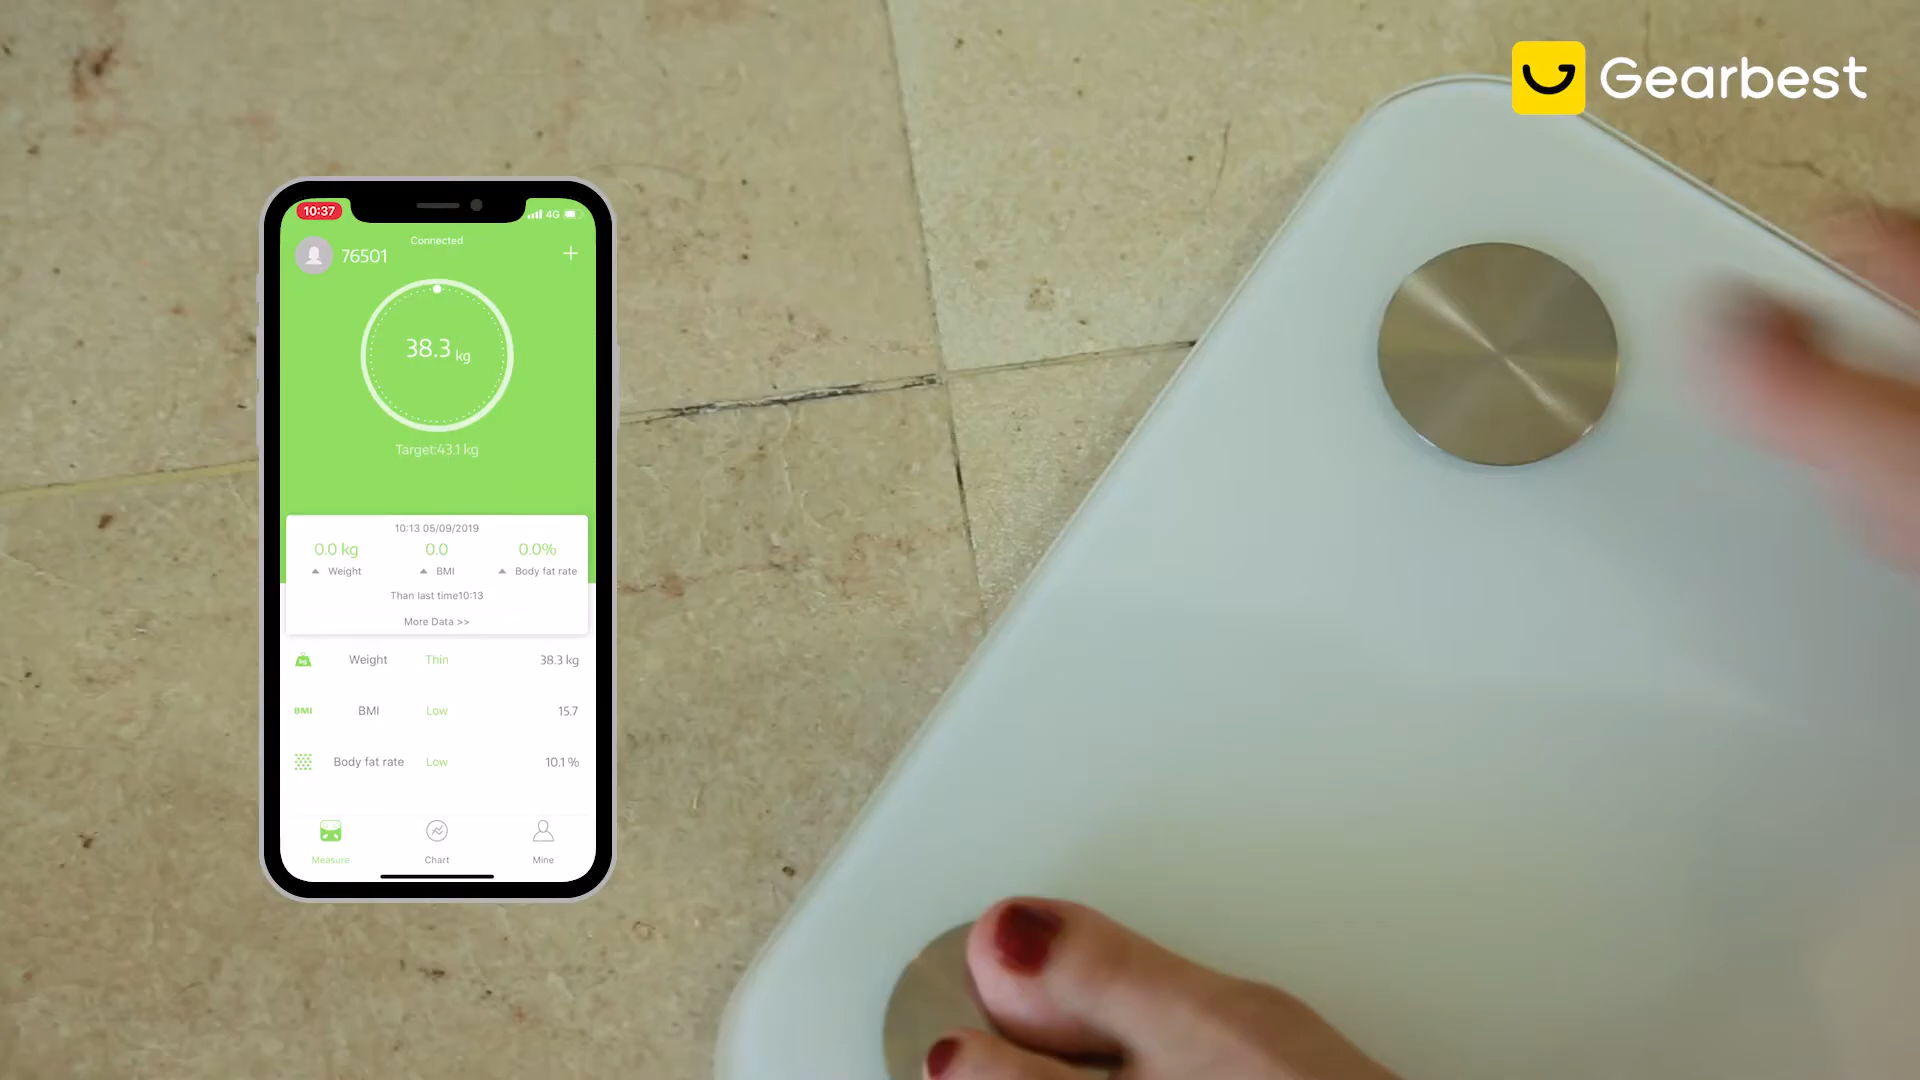 Gearbest
10:37
4G
Connected
76501
+
38.3 kg
Target:43.1 kg
10:13 05/09/2019
0.0 kg 0.0 0.0%
Weight BMI Body fat rate
Than last time10:13
More Data >>
kg Weight Thin 38.3 kg
BMI BMI Low 15.7
Body fat rate Low 10.1 %
Measure Chart Mine